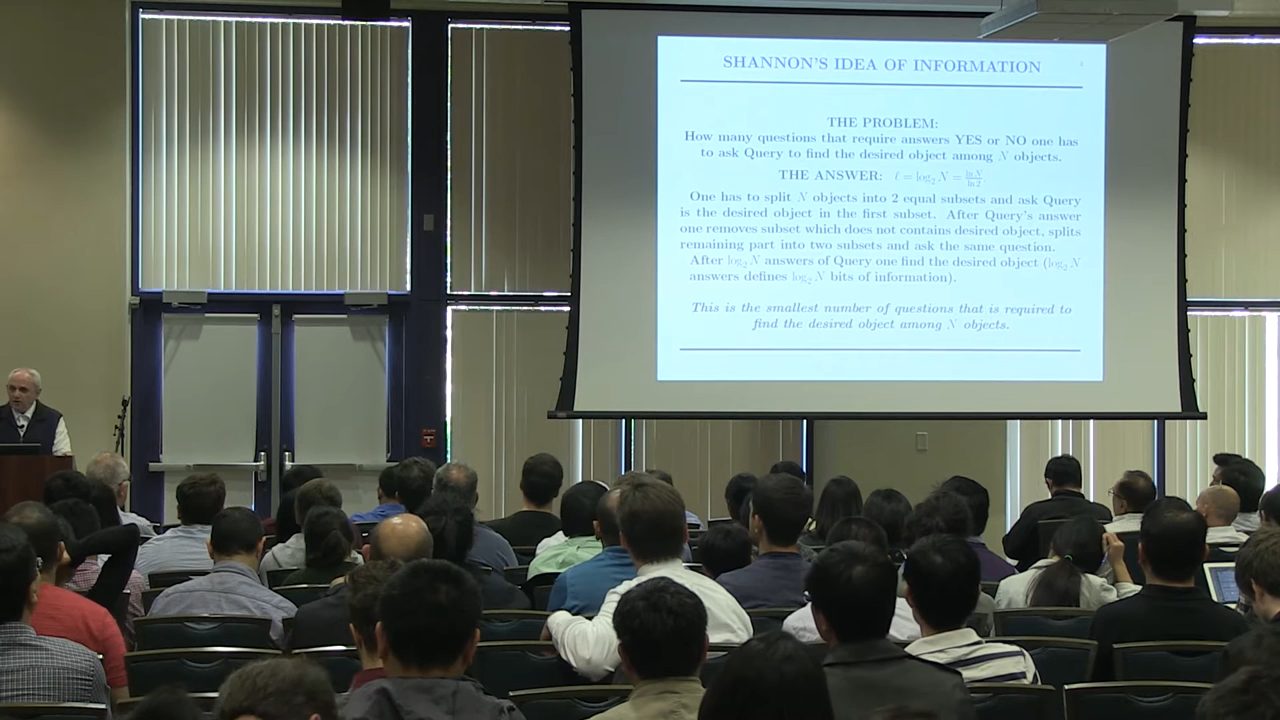 SHANNON'S IDEA OF INFORMATION
THE PROBLEM:
How many questions that require answers YES or NO one has
to ask Query to find the desired object among N objects.
THE ANSWER: ℓ = log₂ N = ln N / ln 2.
One has to split N objects into 2 equal subsets and ask Query
is the desired object in the first subset. After Query's answer
one removes subset which does not contains desired object, splits
remaining part into two subsets and ask the same question.
After log₂ N answers of Query one find the desired object (log₂ N
answers defines log₂ N bits of information).
This is the smallest number of questions that is required to
find the desired object among N objects.